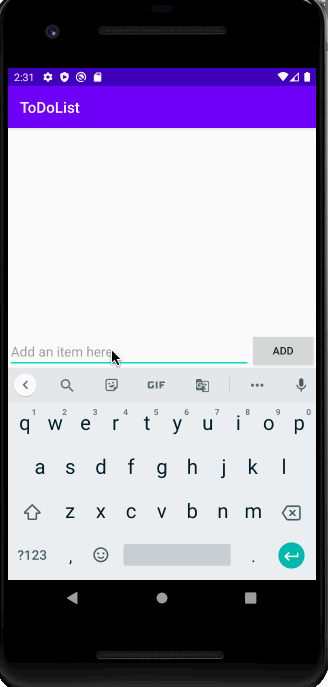 2:31
ToDoList
Add an item here
ADD
GIF
1 2 3 4 5 6 7 8 9 0
q w e r t y u i o p
a s d f g h j k l
z x c v b n m
?123 , .